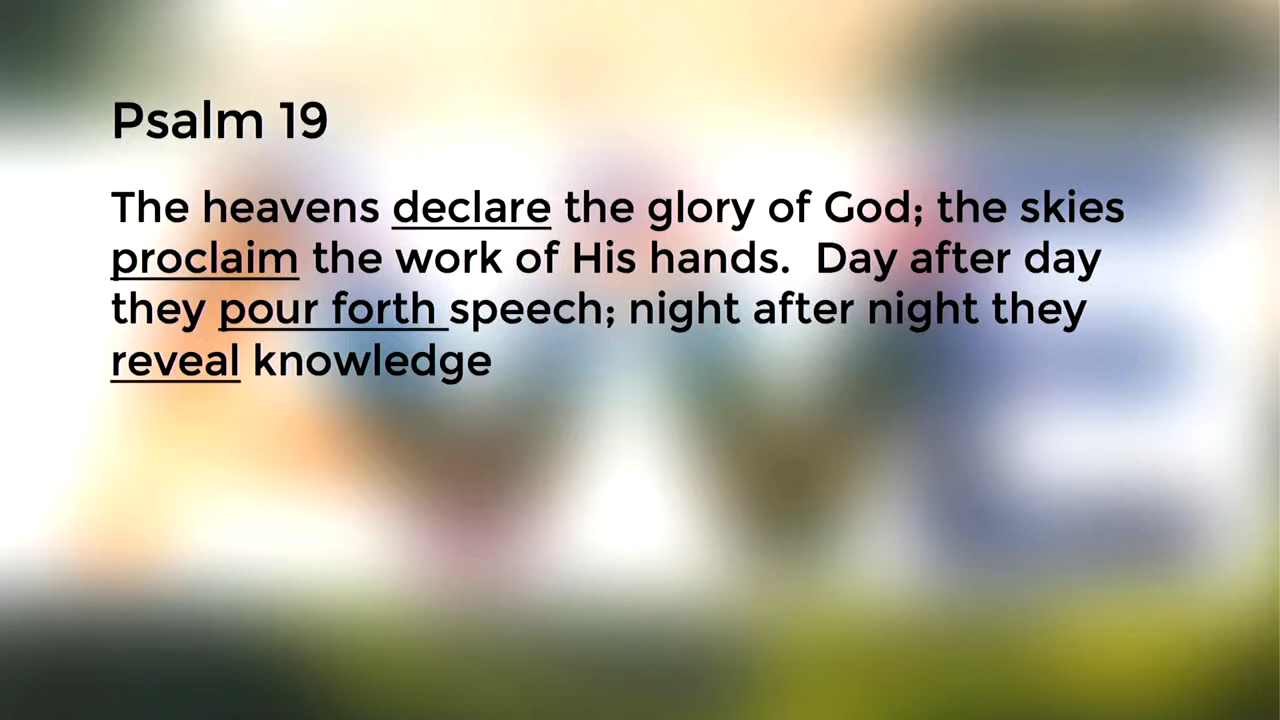 Psalm 19
The heavens declare the glory of God; the skies
proclaim the work of His hands.  Day after day
they pour forth speech; night after night they
reveal knowledge